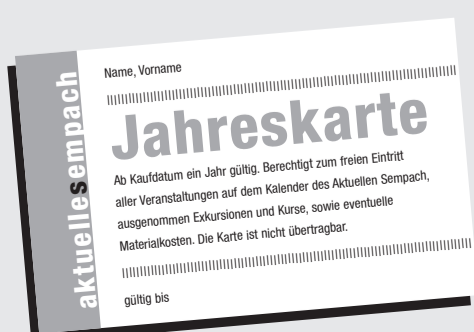 aktuellesempach
Name, Vorname
Jahreskarte
Ab Kaufdatum ein Jahr gültig. Berechtigt zum freien Eintritt
aller Veranstaltungen auf dem Kalender des Aktuellen Sempach,
ausgenommen Exkursionen und Kurse, sowie eventuelle
Materialkosten. Die Karte ist nicht übertragbar.
gültig bis